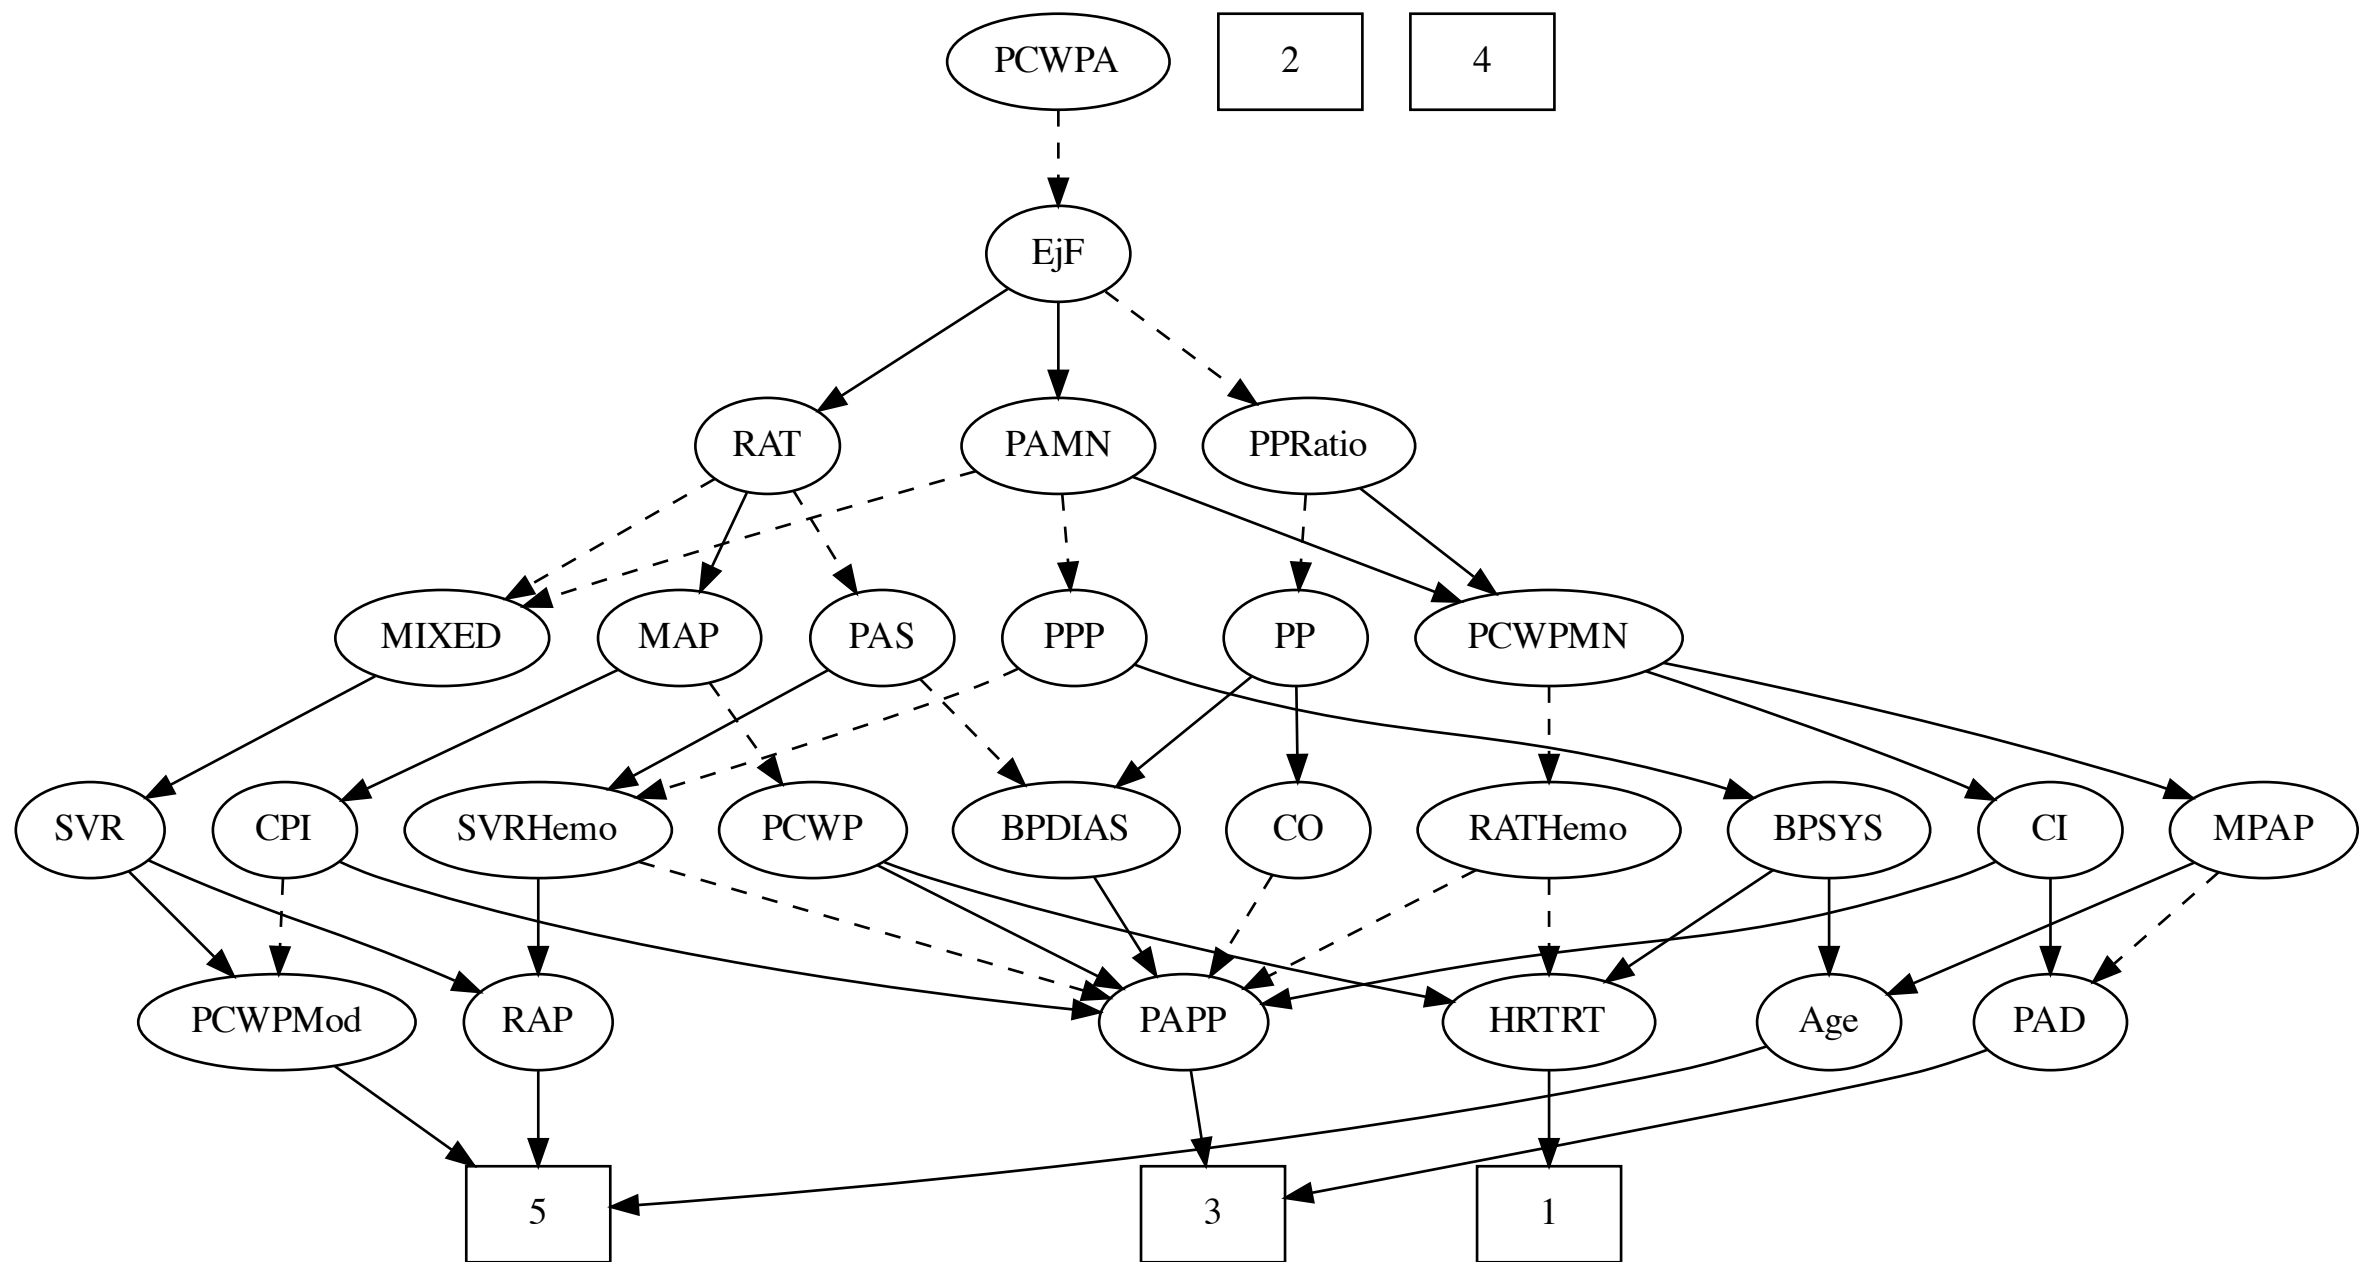 PCWPA
2
4
EjF
RAT
PAMN
PPRatio
MIXED
MAP
PAS
PPP
PP
PCWPMN
SVR
CPI
SVRHemo
PCWP
BPDIAS
CO
RATHemo
BPSYS
CI
MPAP
PCWPMod
RAP
PAPP
HRTRT
Age
PAD
5
3
1